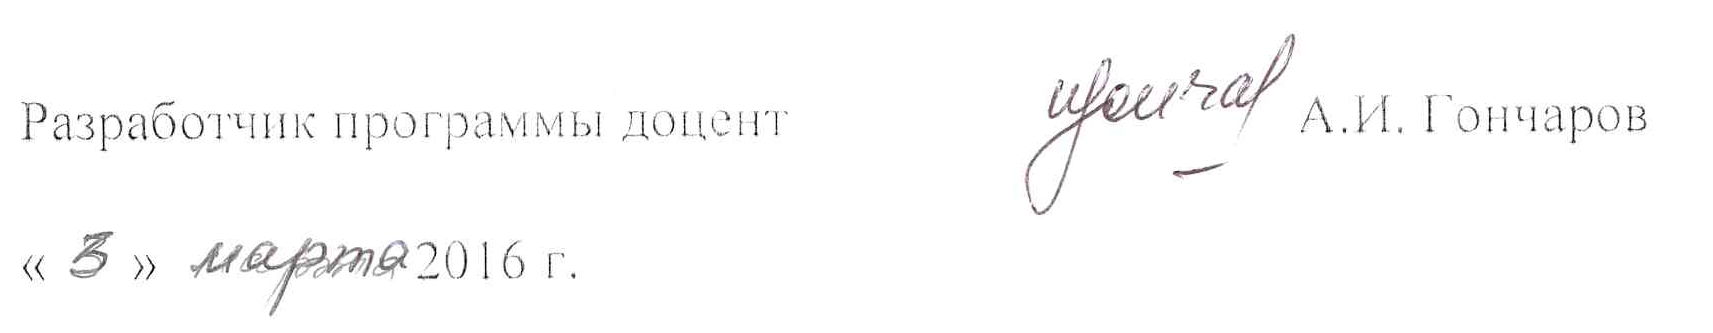 Разработчик программы доцент А.И. Гончаров
« 3 » марта 2016 г.